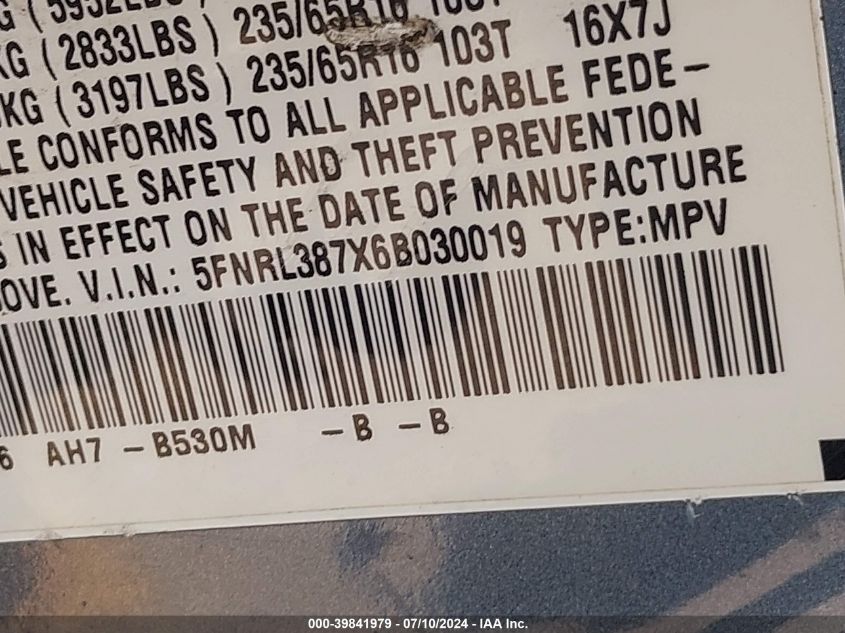 (5952LBS) 235/65R16 103T
KG (2833LBS) 235/65R16 103T 16X7J
KG (3197LBS)
CONFORMS TO ALL APPLICABLE FEDE-
VEHICLE SAFETY AND THEFT PREVENTION
IN EFFECT ON THE DATE OF MANUFACTURE
V.I.N.: 5FNRL387X6B030019 TYPE:MPV
6 AH7 -B530M -B -B
000-39841979 - 07/10/2024 - IAA Inc.